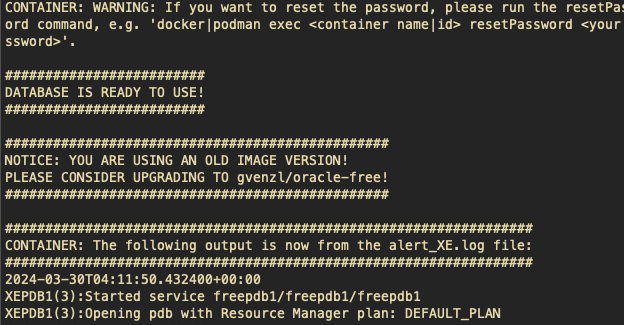 CONTAINER: WARNING: If you want to reset the password, please run the resetPas
ord command, e.g. 'docker|podman exec <container name|id> resetPassword <your
ssword>'.
#########################
DATABASE IS READY TO USE!
#########################
################################################
NOTICE: YOU ARE USING AN OLD IMAGE VERSION!
PLEASE CONSIDER UPGRADING TO gvenzl/oracle-free!
################################################
##################################################################
CONTAINER: The following output is now from the alert_XE.log file:
##################################################################
2024-03-30T04:11:50.432400+00:00
XEPDB1(3):Started service freepdb1/freepdb1/freepdb1
XEPDB1(3):Opening pdb with Resource Manager plan: DEFAULT_PLAN